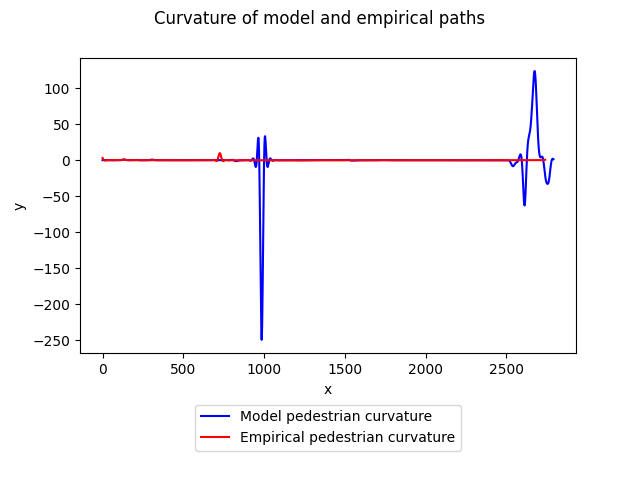 Curvature of model and empirical paths
100
50
0
−50
−100
−150
−200
−250
y
0 500 1000 1500 2000 2500
x
Model pedestrian curvature
Empirical pedestrian curvature